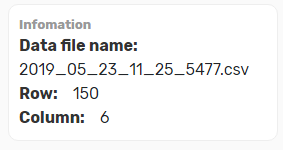 Infomation
Data file name:
2019_05_23_11_25_5477.csv
Row: 150
Column: 6